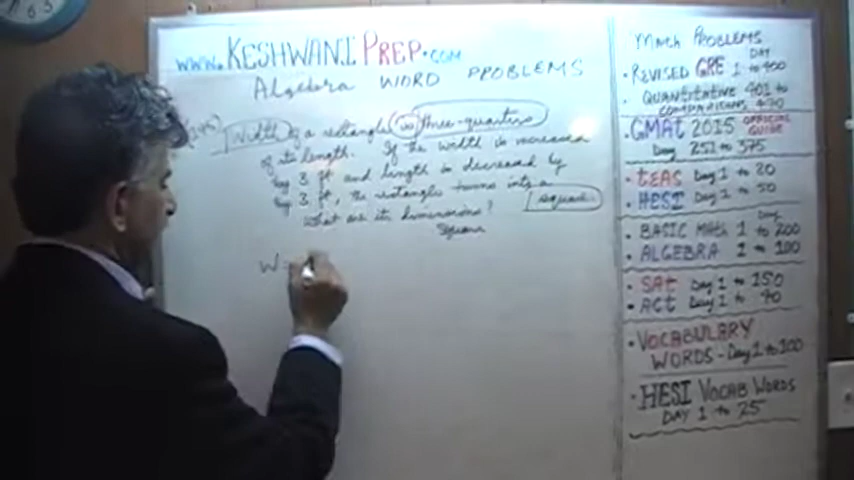 WWW.KESHWANIPREP.COM
Algebra WORD PROBLEMS
Width of a rectangle is three-quarters
of its length. If the width is increased
by 3 ft and length is decreased by
by 3 ft, the rectangle turns into a
square.
What are its dimensions?
Square
W=
Math PROBLEMS
DAY
• REVISED GRE 1 to 400
• QUANTITATIVE 401 to
COMPARISONS
• GMAT 2015 OFFICIAL
GUIDE
Day 251 to 375
• TEAS Day 1 to 20
• HESI Day 1 to 50
Day
• BASIC MATH 1 to 200
• ALGEBRA 1 to 100
• SAT Day 1 to 150
• ACT Day 1 to 40
• VOCABULARY
WORDS - Day 1 to 100
• HESI VOCAB WORDS
DAY 1 to 25